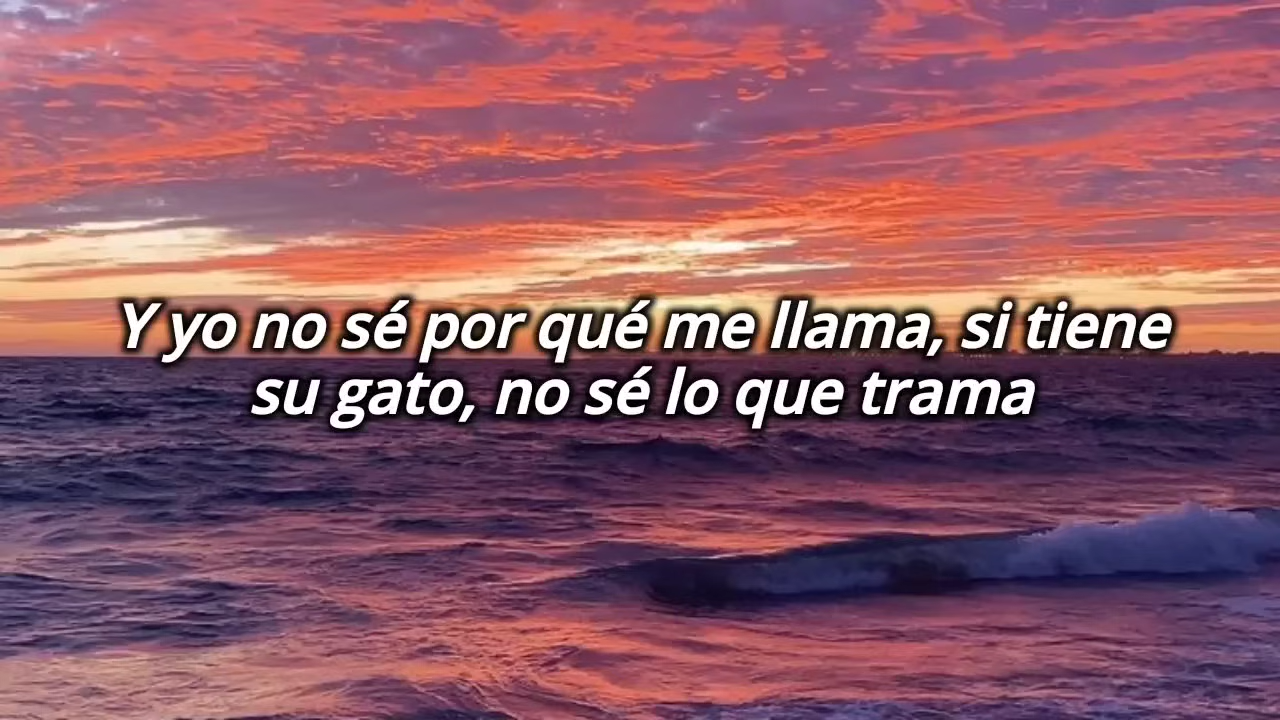 Y yo no sé por qué me llama, si tiene
su gato, no sé lo que trama